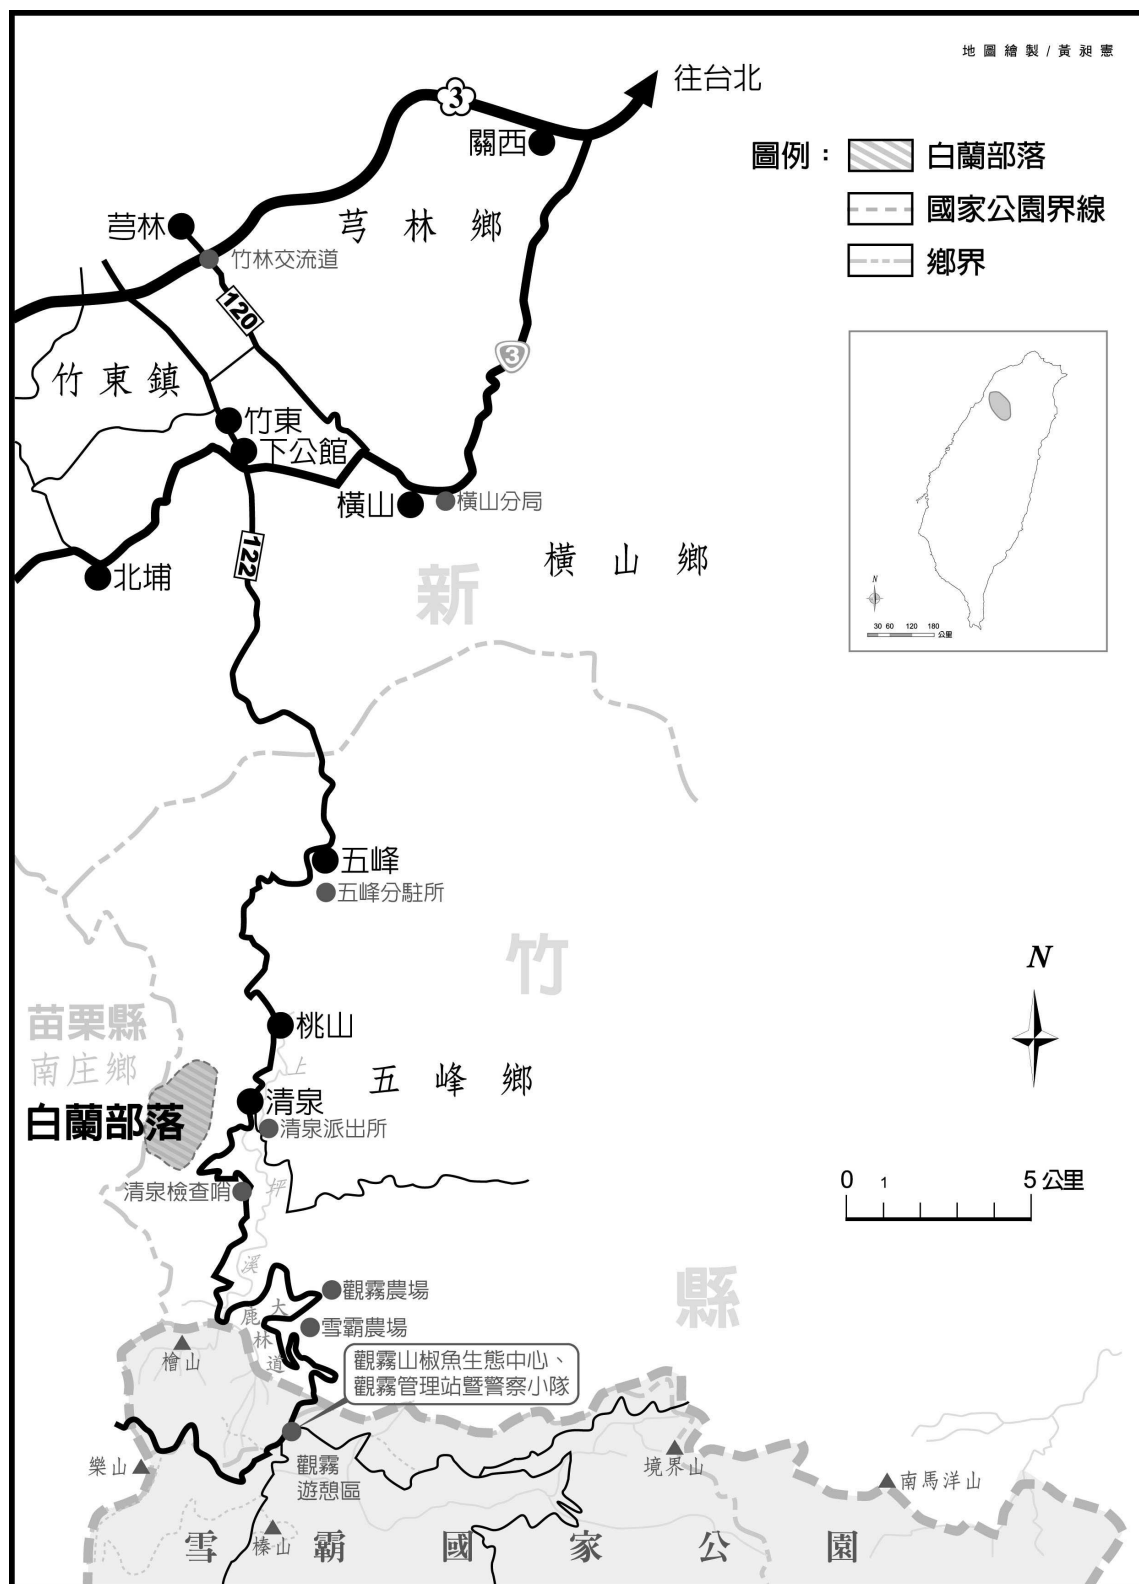 地圖繪製/黃昶憲
3
往台北
關西
圖例：
白蘭部落
國家公園界線
鄉界
芎林
芎林鄉
竹林交流道
120
3
竹東鎮
竹東
下公館
橫山
橫山分局
122
北埔
橫山鄉
新
N
30 60 120 180
公里
五峰
五峰分駐所
竹
N
苗栗縣
南庄鄉
桃山
上
五峰鄉
清泉
白蘭部落
清泉派出所
坪
清泉檢查哨
0 1 5 公里
溪
縣
觀霧農場
大
鹿
雪霸農場
林
道
檜山
觀霧山椒魚生態中心、
觀霧管理站暨警察小隊
樂山
觀霧
遊憩區
境界山
南馬洋山
榛山
雪霸國家公園